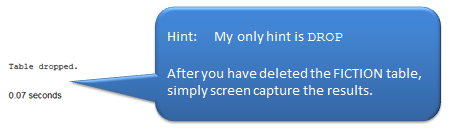 Hint: My only hint is DROP
Table dropped.
After you have deleted the FICTION table,
simply screen capture the results.
0.07 seconds